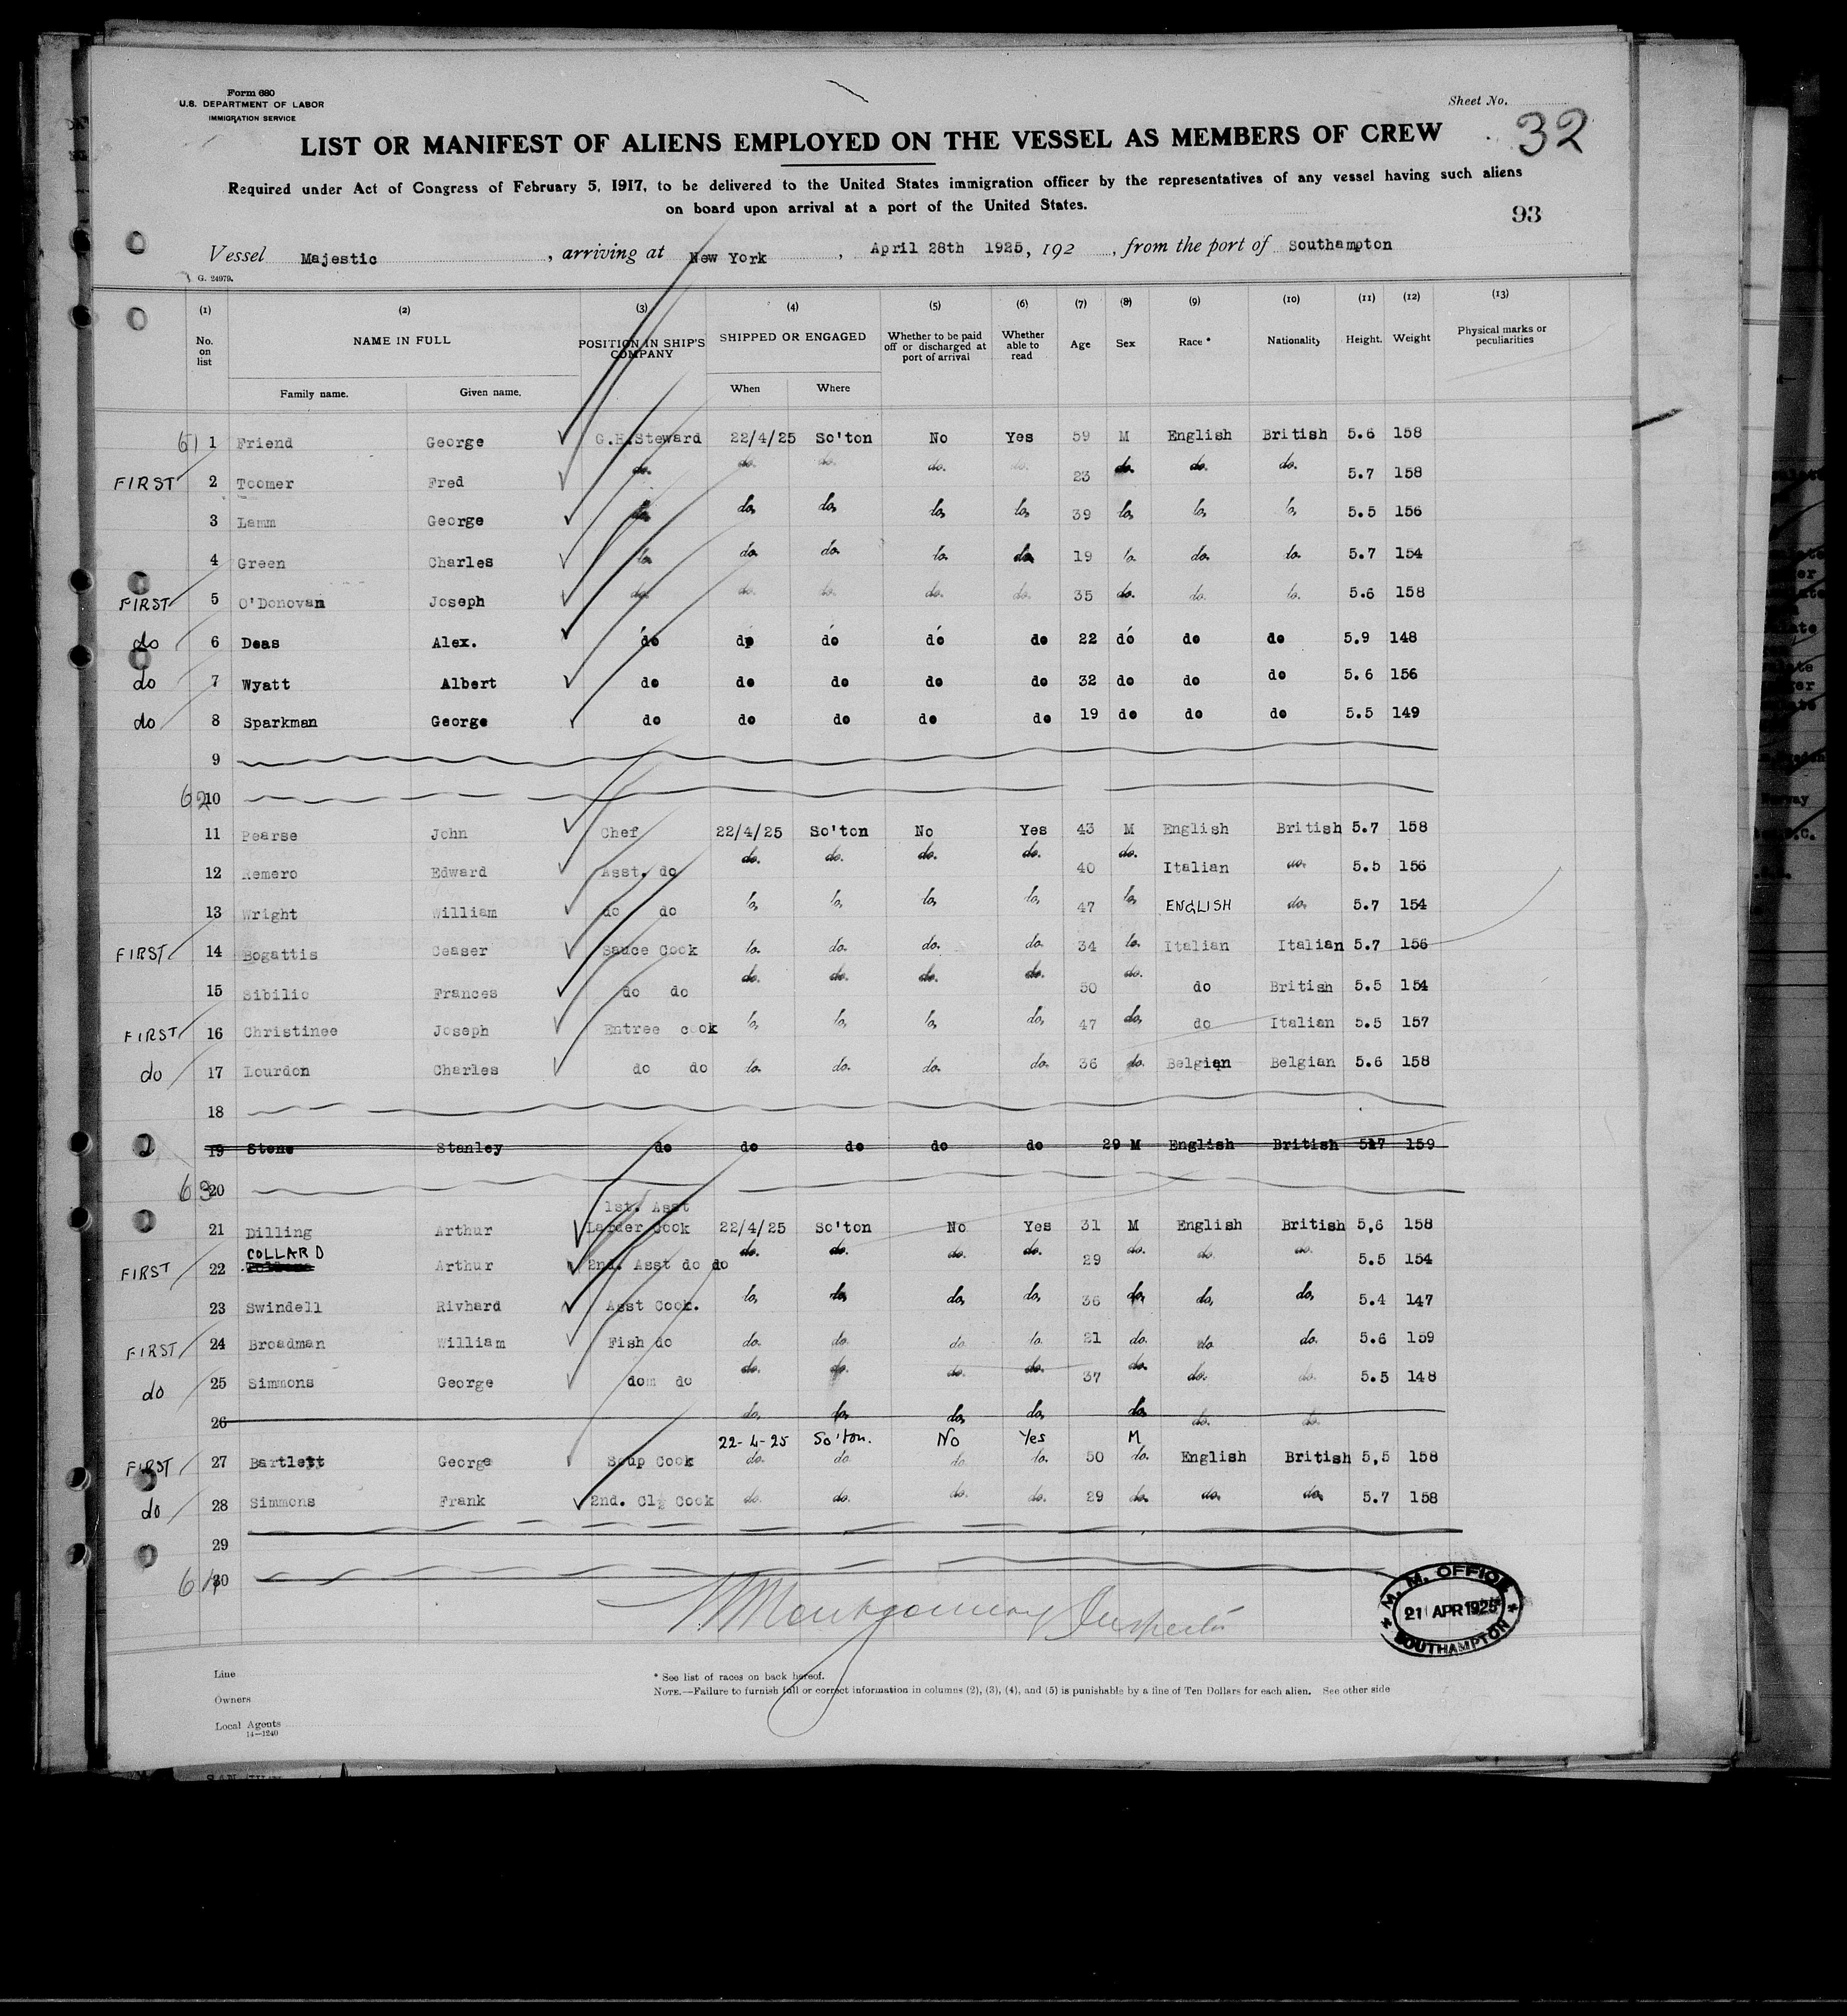 Form 680
U.S. DEPARTMENT OF LABOR
IMMIGRATION SERVICE
Sheet No.
32
LIST OR MANIFEST OF ALIENS EMPLOYED ON THE VESSEL AS MEMBERS OF CREW
Required under Act of Congress of February 5, 1917, to be delivered to the United States immigration officer by the representatives of any vessel having such aliens
on board upon arrival at a port of the United States.
93
Vessel Majestic, arriving at New York, April 28th 1925, 192, from the port of Southampton
G. 24979.
(1) (2) (3) (4) (5) (6) (7) (8) (9) (10) (11) (12) (13)
No. on list NAME IN FULL POSITION IN SHIP'S COMPANY SHIPPED OR ENGAGED Whether to be paid off or discharged at port of arrival Whether able to read Age Sex Race * Nationality Height. Weight Physical marks or peculiarities
Family name. Given name. When Where
61 1 Friend George G.H.Steward 22/4/25 So'ton No Yes 59 M English British 5.6 158
FIRST 2 Toomer Fred do. do. do. do. do. 23 do. do. do. 5.7 158
3 Lamm George do, do, do, do, do, 39 do, do, do, 5.5 156
4 Green Charles do. do. do. do. do. 19 do. do. do. 5.7 154
FIRST 5 O'Donovan Joseph do. do. do. do. do. 35 do. do. do. 5.6 158
do 6 Deas Alex. do do do do do 22 do do do 5.9 148
do 7 Wyatt Albert do do do do do 32 do do do 5.6 156
do 8 Sparkman George do do do do do 19 do do do 5.5 149
9
62 10
11 Pearse John Chef 22/4/25 So'ton No Yes 43 M English British 5.7 158
12 Remero Edward Asst. do do. do. do. do. 40 do. Italian do. 5.5 156
13 Wright William do do do, do, do, do, 47 do, ENGLISH do. 5.7 154
FIRST 14 Bogattis Ceaser Sauce Cook do. do. do. do. 34 do. Italian Italian 5.7 156
15 Sibilio Frances do do do. do. do. do. 50 do. do British 5.5 154
FIRST 16 Christinee Joseph Entree cook do, do, do, do, 47 do, do Italian 5.5 157
do 17 Lourdon Charles do do do. do. do. do. 36 do. Belgian Belgian 5.6 158
18
19 Stone Stanley do do do do do 29 M English British 5.7 159
63 20
1st. Asst
21 Dilling Arthur Larder Cook 22/4/25 So'ton No Yes 31 M English British 5,6 158
COLLARD
FIRST 22 Arthur 2nd. Asst do do do. do. do. do. 29 do. do. do. 5.5 154
23 Swindell Rivhard Asst Cook. do, do, do, do, 36 do, do, do, 5.4 147
FIRST 24 Broadman William Fish do do. do. do. do. 21 do. do do. 5.6 159
do 25 Simmons George dom do do. do. do. do. 37 do. do. do. 5.5 148
26 do, do, do, do, do, do. do.
22-4-25 So'ton. No Yes M
FIRST 27 Bartlett George Soup Cook do. do. do. do. 50 do. English British 5,5 158
do 28 Simmons Frank 2nd. Cl Cook do. do. do. do. 29 do. do. do. 5.7 158
29
64 30
Montgomery Inspector
M. M. OFFICE
21 APR 1925
SOUTHAMPTON
Line
Owners
Local Agents
14—1240
* See list of races on back hereof.
NOTE.—Failure to furnish full or correct information in columns (2), (3), (4), and (5) is punishable by a fine of Ten Dollars for each alien. See other side